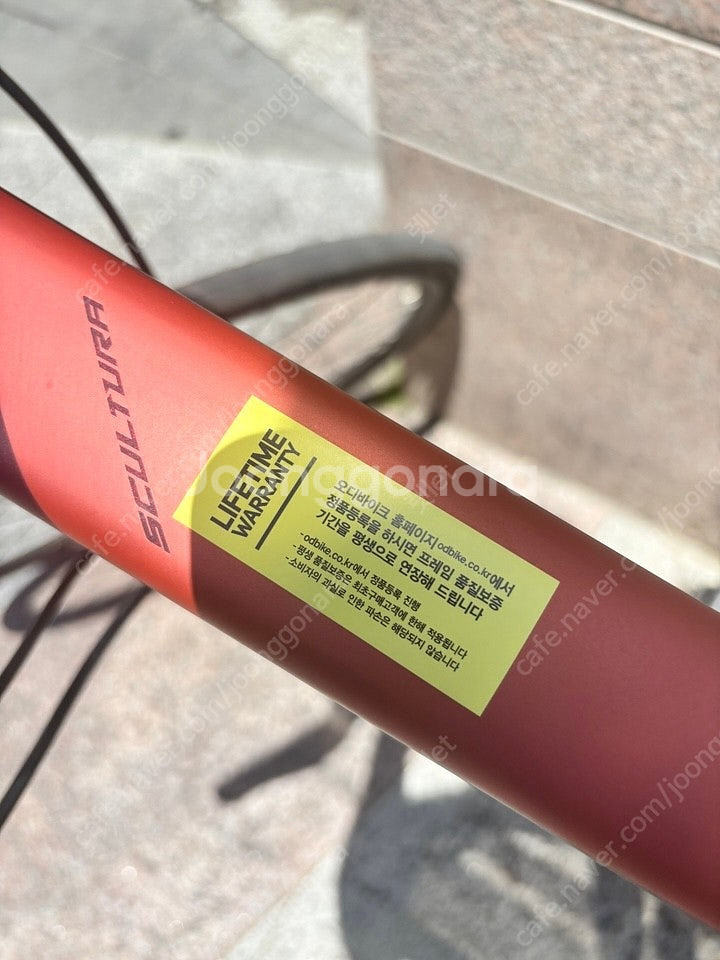 SCULTURA
LIFETIME
WARRANTY
오디바이크 홈페이지 odbike.co.kr에서
정품등록을 하시면 프레임 품질보증
기간을 평생으로 연장해 드립니다
- odbike.co.kr에서 정품등록 진행
- 평생 품질보증은 최초구매고객에 한해 적용됩니다
- 소비자의 과실로 인한 파손은 해당되지 않습니다
Joonggonara
cafe.naver.com/joonggonara